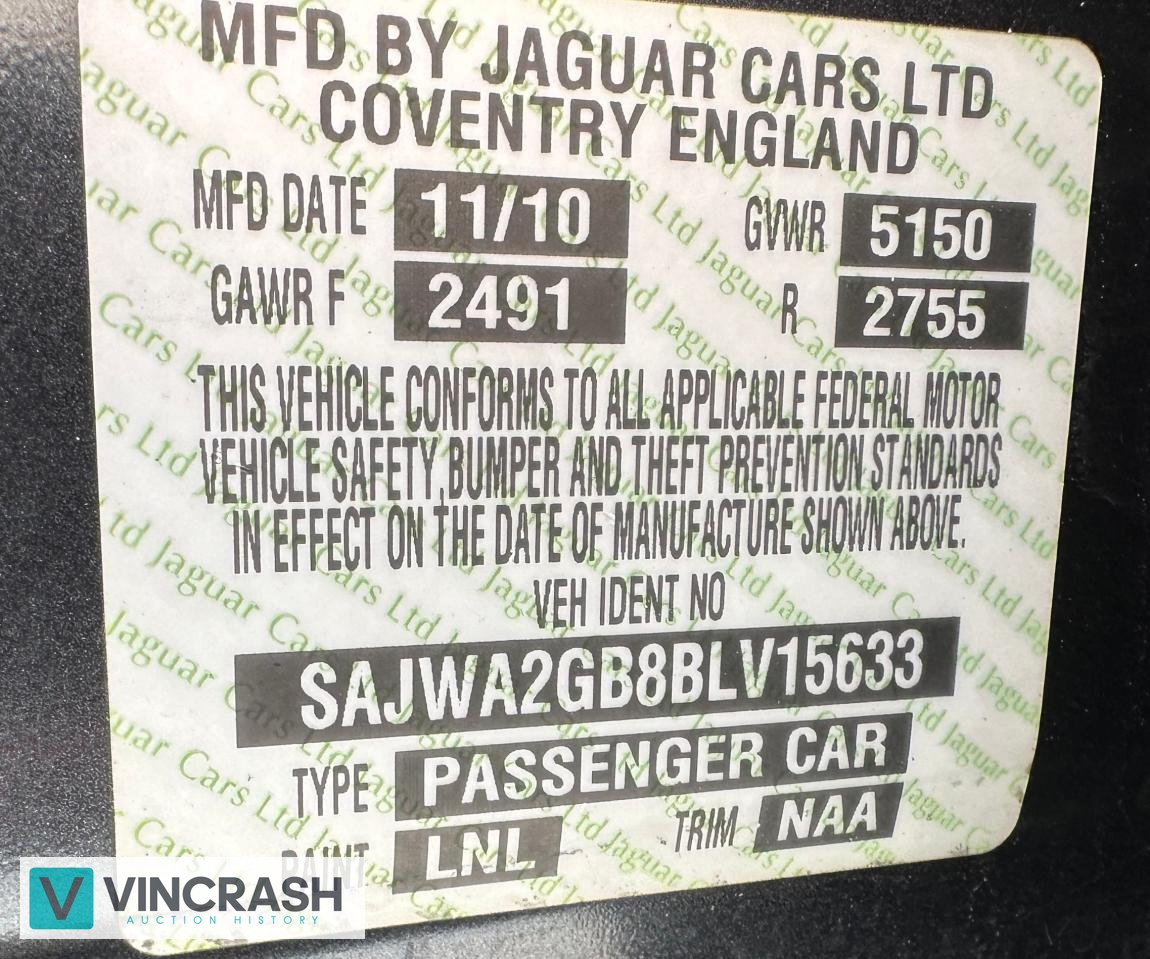 MFD BY JAGUAR CARS LTD
COVENTRY ENGLAND
MFD DATE 11/10 GVWR 5150
GAWR F 2491 R 2755
THIS VEHICLE CONFORMS TO ALL APPLICABLE FEDERAL MOTOR
VEHICLE SAFETY,BUMPER AND THEFT PREVENTION STANDARDS
IN EFFECT ON THE DATE OF MANUFACTURE SHOWN ABOVE.
VEH IDENT NO
SAJWA2GB8BLV15633
TYPE PASSENGER CAR
PAINT LNL TRIM NAA
V VINCRASH
AUCTION HISTORY